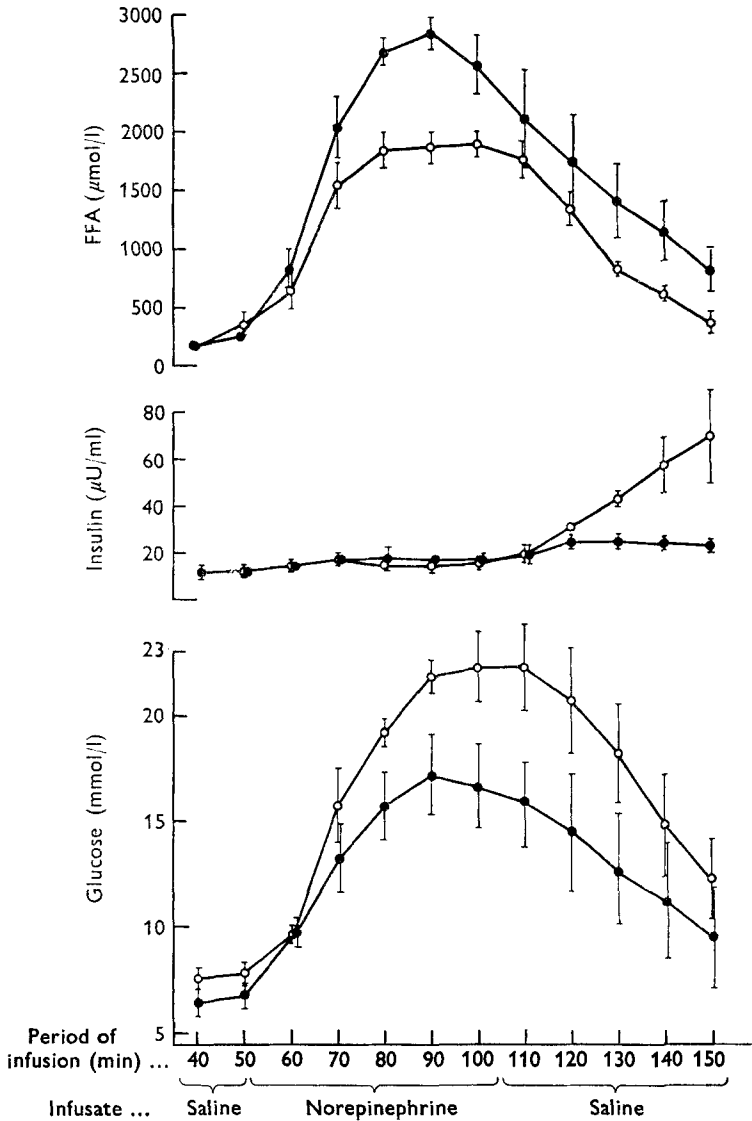 3000
2500
2000
1500
1000
500
0
FFA (μmol/l)
80
60
40
20
Insulin (μU/ml)
23
20
15
10
5
Glucose (mmol/l)
Period of
infusion (min) ...
40 50 60 70 80 90 100 110 120 130 140 150
Infusate ... Saline Norepinephrine Saline